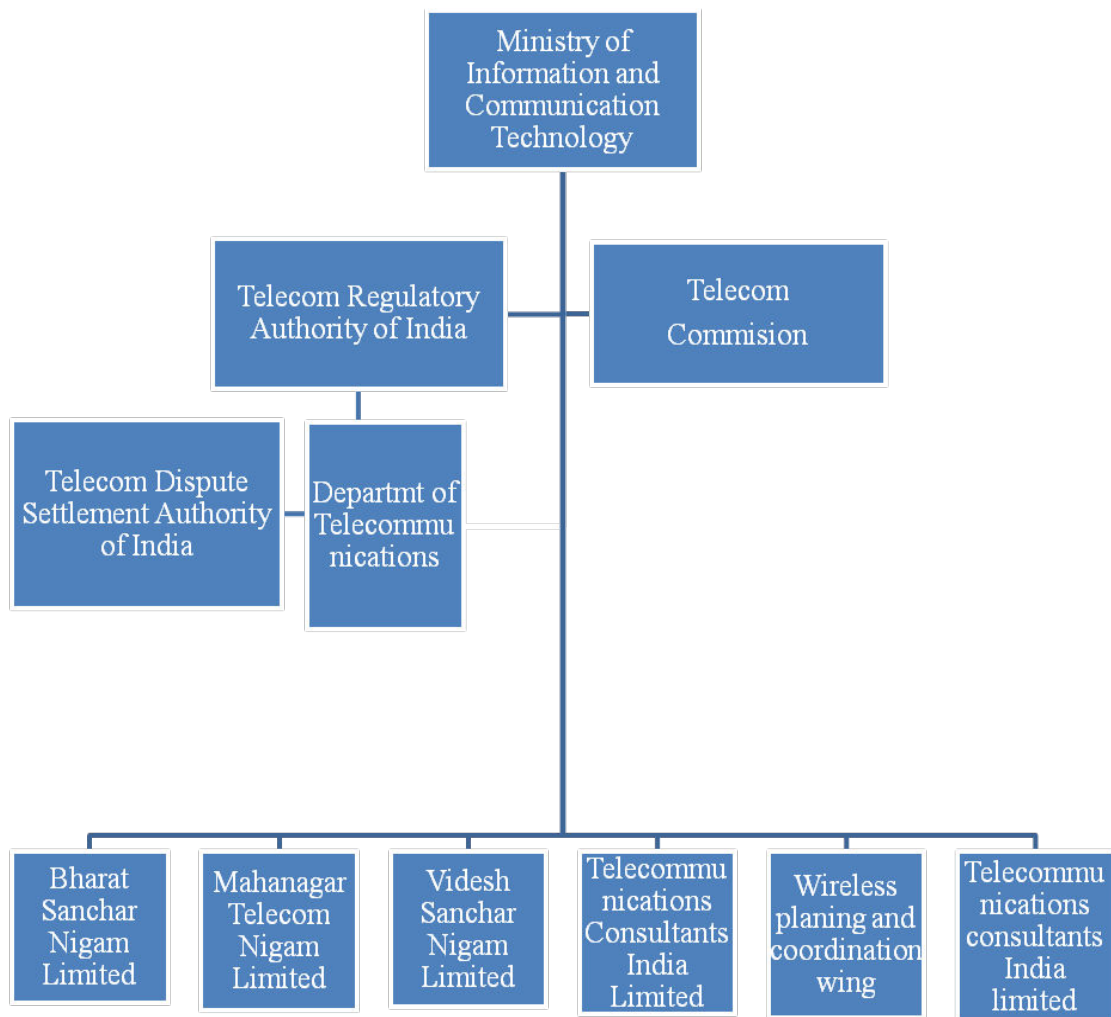 Ministry of
Information and
Communication
Technology
Telecom Regulatory
Authority of India
Telecom
Commision
Telecom Dispute
Settlement Authority
of India
Departmt of
Telecommu
nications
Bharat
Sanchar
Nigam
Limited
Mahanagar
Telecom
Nigam
Limited
Videsh
Sanchar
Nigam
Limited
Telecommu
nications
Consultants
India
Limited
Wireless
planing and
coordination
wing
Telecommu
nications
consultants
India
limited